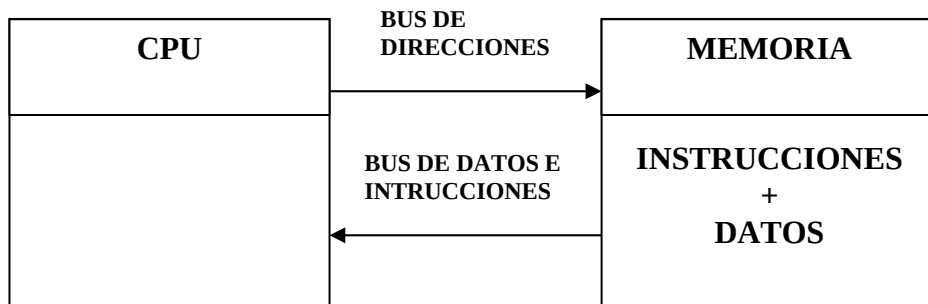 CPU
BUS DE
DIRECCIONES
MEMORIA
BUS DE DATOS E
INTRUCCIONES
INSTRUCCIONES
+
DATOS